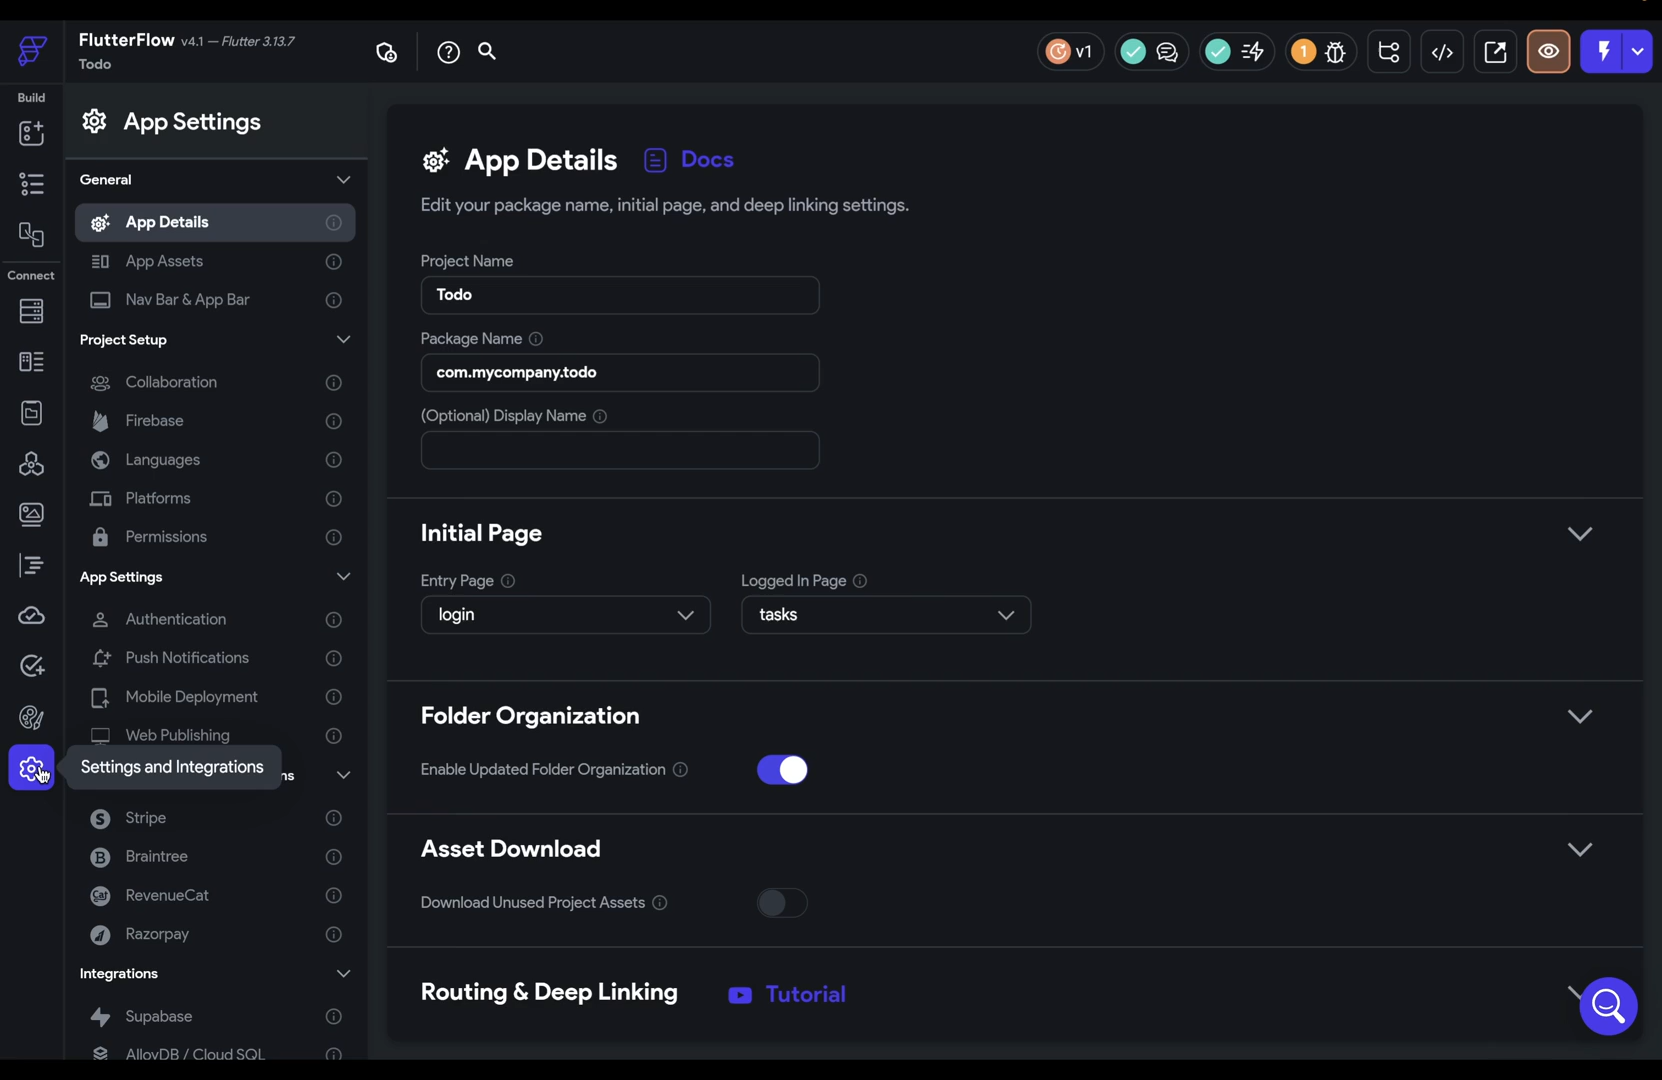 FlutterFlow v4.1 — Flutter 3.13.7
Todo
v1
1
Build
Connect
App Settings
General
App Details
App Assets
Nav Bar & App Bar
Project Setup
Collaboration
Firebase
Languages
Platforms
Permissions
App Settings
Authentication
Push Notifications
Mobile Deployment
Web Publishing
Settings and Integrations
ns
Stripe
Braintree
RevenueCat
Razorpay
Integrations
Supabase
AlloyDB / Cloud SQL
App Details
Docs
Edit your package name, initial page, and deep linking settings.
Project Name
Todo
Package Name
com.mycompany.todo
(Optional) Display Name
Initial Page
Entry Page
Logged In Page
login
tasks
Folder Organization
Enable Updated Folder Organization
Asset Download
Download Unused Project Assets
Routing & Deep Linking
Tutorial